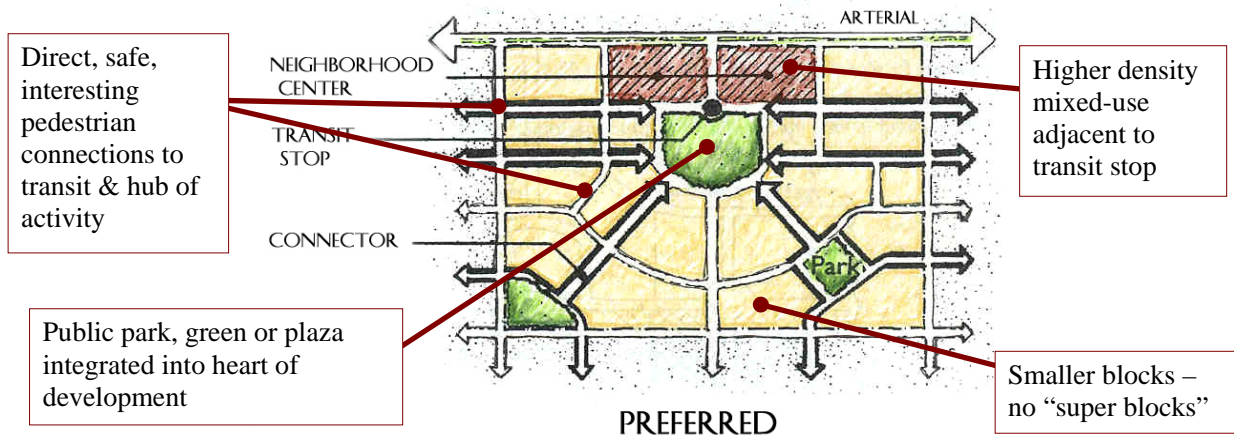 ARTERIAL
Direct, safe,
interesting
pedestrian
connections to
transit & hub of
activity
NEIGHBORHOOD
CENTER
TRANSIT
STOP
CONNECTOR
Higher density
mixed-use
adjacent to
transit stop
Park
Public park, green or plaza
integrated into heart of
development
Smaller blocks –
no “super blocks”
PREFERRED